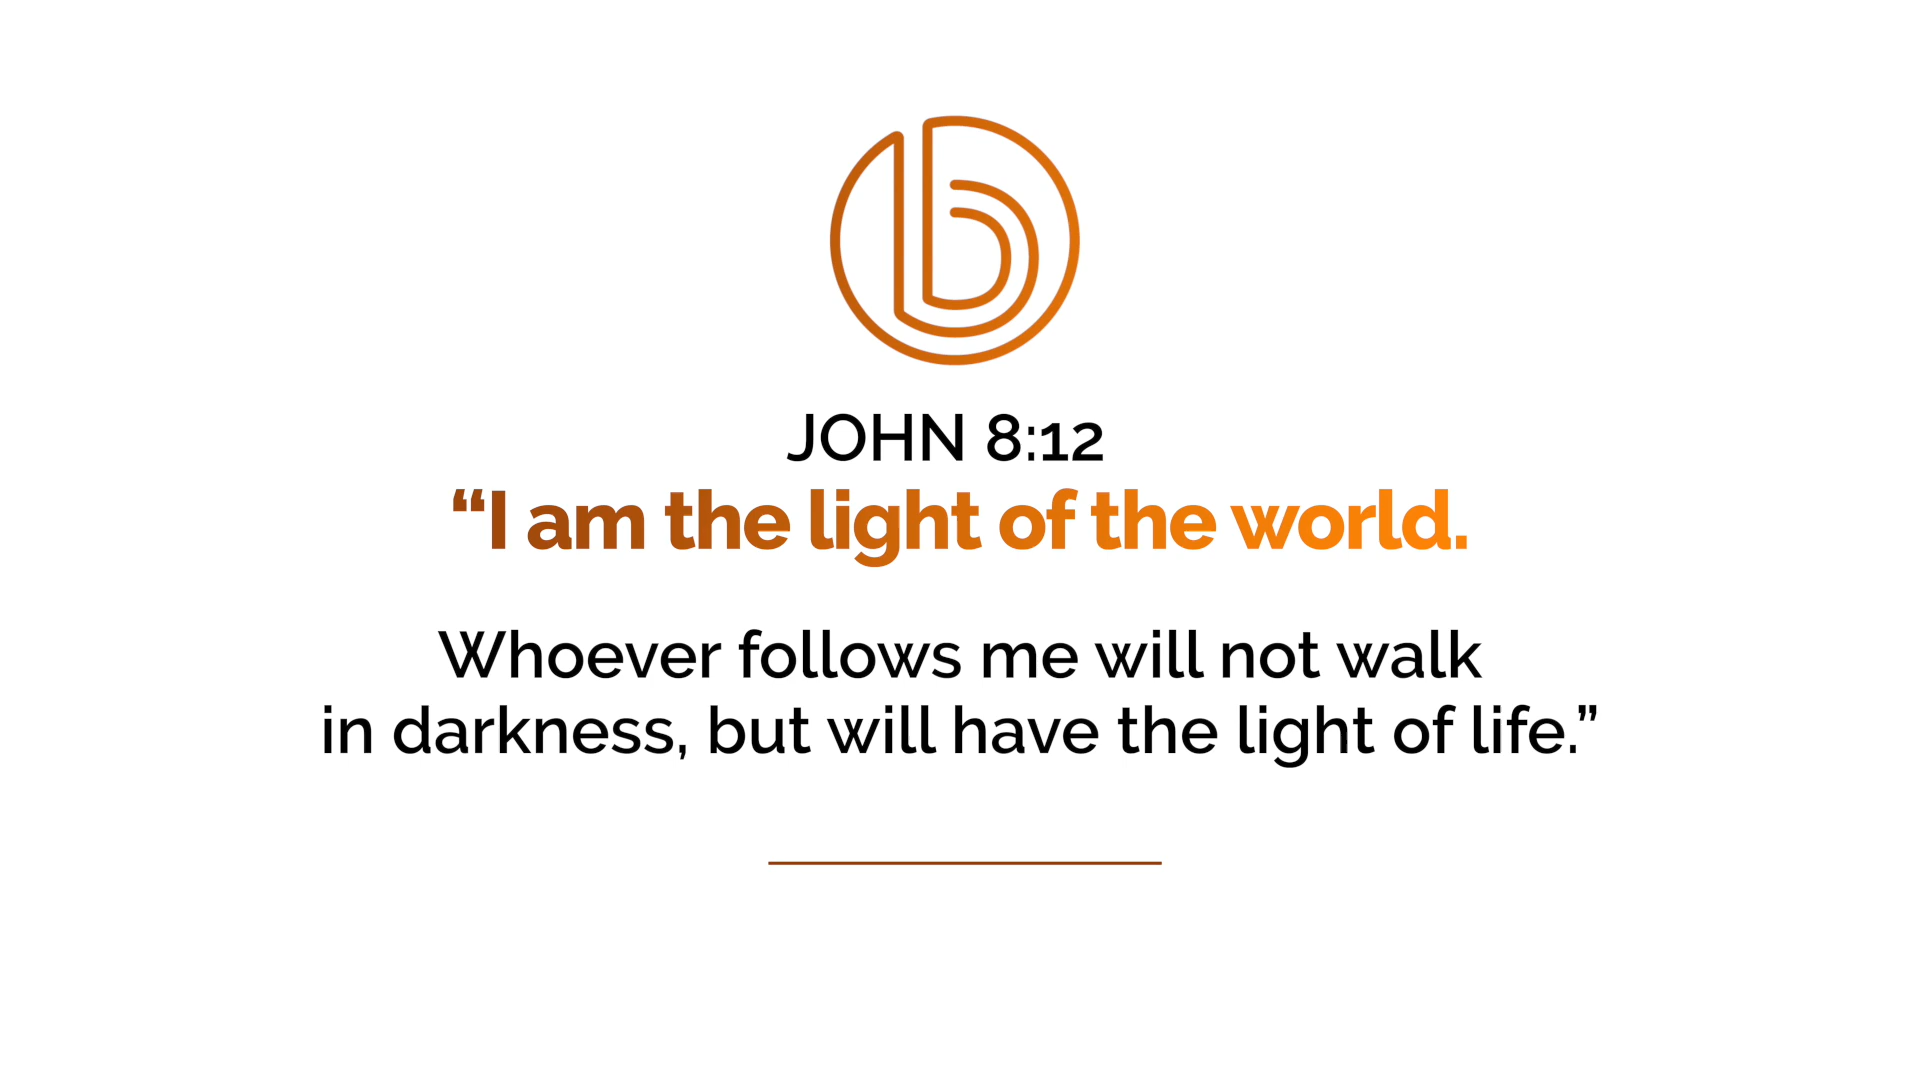 b
JOHN 8:12
“I am the light of the world.
Whoever follows me will not walk
in darkness, but will have the light of life.”